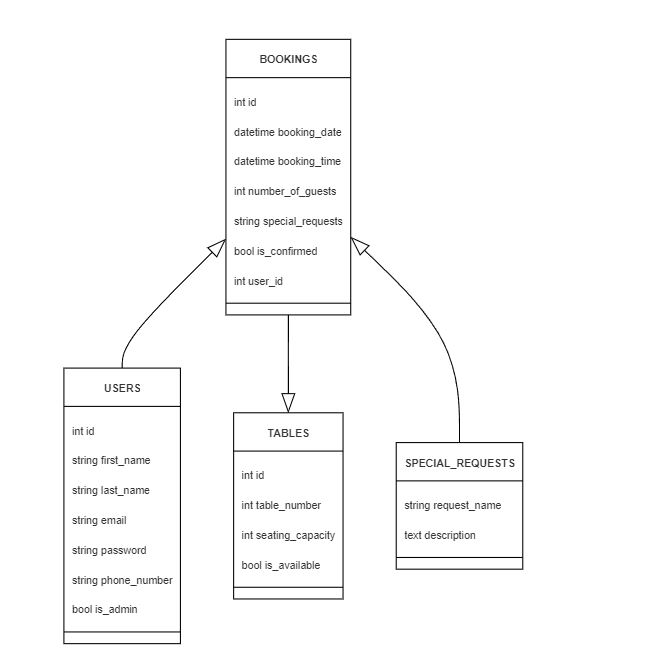 BOOKINGS
int id
datetime booking_date
datetime booking_time
int number_of_guests
string special_requests
bool is_confirmed
int user_id
USERS
int id
string first_name
string last_name
string email
string password
string phone_number
bool is_admin
TABLES
int id
int table_number
int seating_capacity
bool is_available
SPECIAL_REQUESTS
string request_name
text description